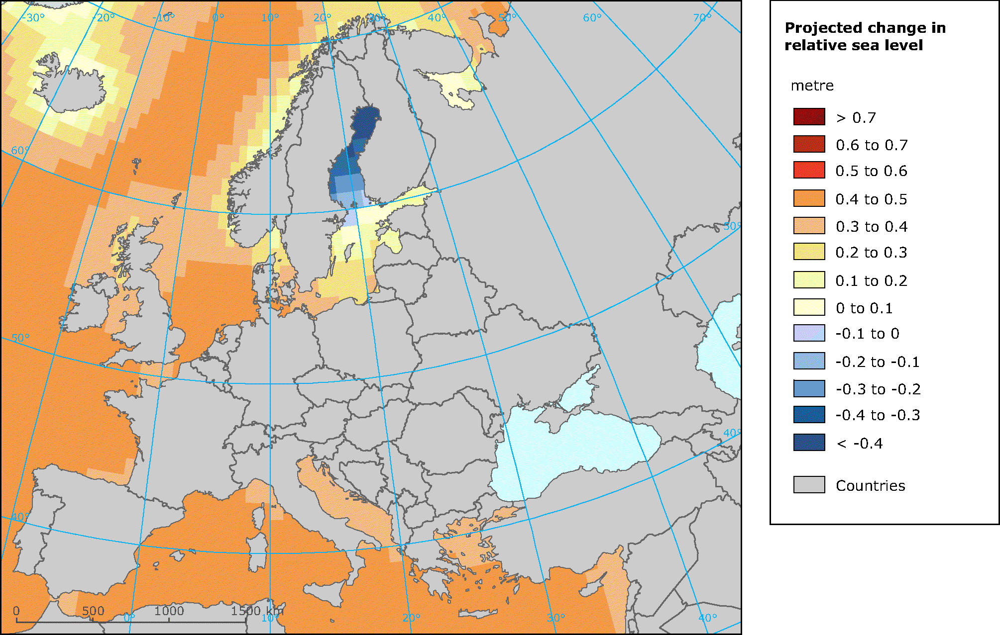 -30° -20° -10° 0° 10° 20° 30° 40° 50° 60° 70°
60°
50°
50°
40°
40°
0 500 1000 1500 km
0° 10° 20° 30° 40°
Projected change in
relative sea level
metre
> 0.7
0.6 to 0.7
0.5 to 0.6
0.4 to 0.5
0.3 to 0.4
0.2 to 0.3
0.1 to 0.2
0 to 0.1
-0.1 to 0
-0.2 to -0.1
-0.3 to -0.2
-0.4 to -0.3
< -0.4
Countries